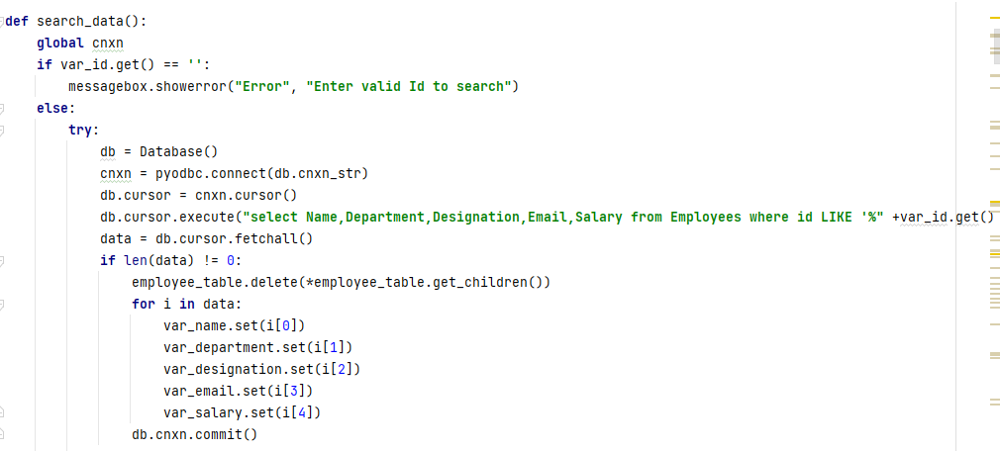 def search_data():
    global cnxn
    if var_id.get() == '':
        messagebox.showerror("Error", "Enter valid Id to search")
    else:
        try:
            db = Database()
            cnxn = pyodbc.connect(db.cnxn_str)
            db.cursor = cnxn.cursor()
            db.cursor.execute("select Name,Department,Designation,Email,Salary from Employees where id LIKE '%" +var_id.get()
            data = db.cursor.fetchall()
            if len(data) != 0:
                employee_table.delete(*employee_table.get_children())
                for i in data:
                    var_name.set(i[0])
                    var_department.set(i[1])
                    var_designation.set(i[2])
                    var_email.set(i[3])
                    var_salary.set(i[4])
                db.cnxn.commit()